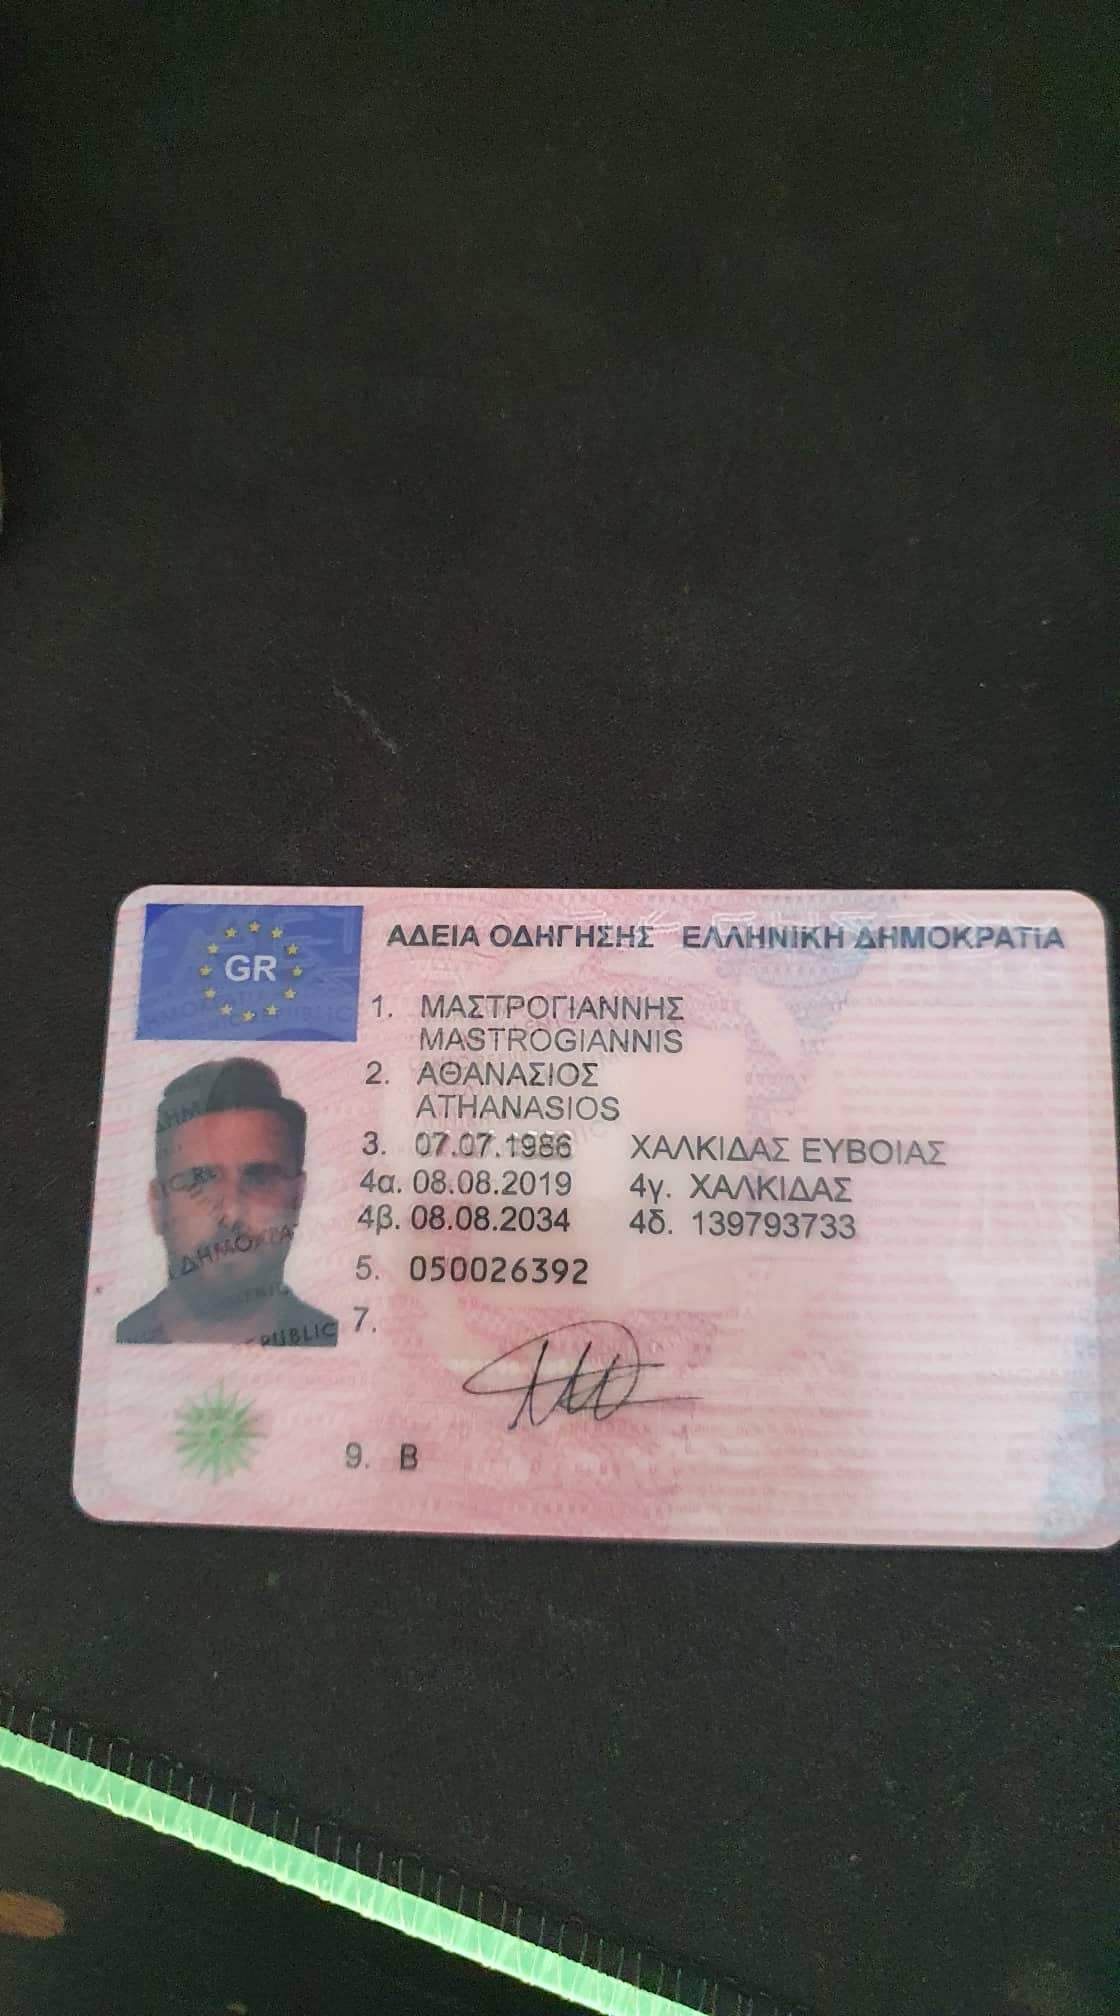 GR
ΑΔΕΙΑ ΟΔΗΓΗΣΗΣ ΕΛΛΗΝΙΚΗ ΔΗΜΟΚΡΑΤΙΑ
1. ΜΑΣΤΡΟΓΙΑΝΝΗΣ
MASTROGIANNIS
2. ΑΘΑΝΑΣΙΟΣ
ATHANASIOS
3. 07.07.1986 ΧΑΛΚΙΔΑΣ ΕΥΒΟΙΑΣ
4α. 08.08.2019 4γ. ΧΑΛΚΙΔΑΣ
4β. 08.08.2034 4δ. 139793733
5. 050026392
7.
9. B